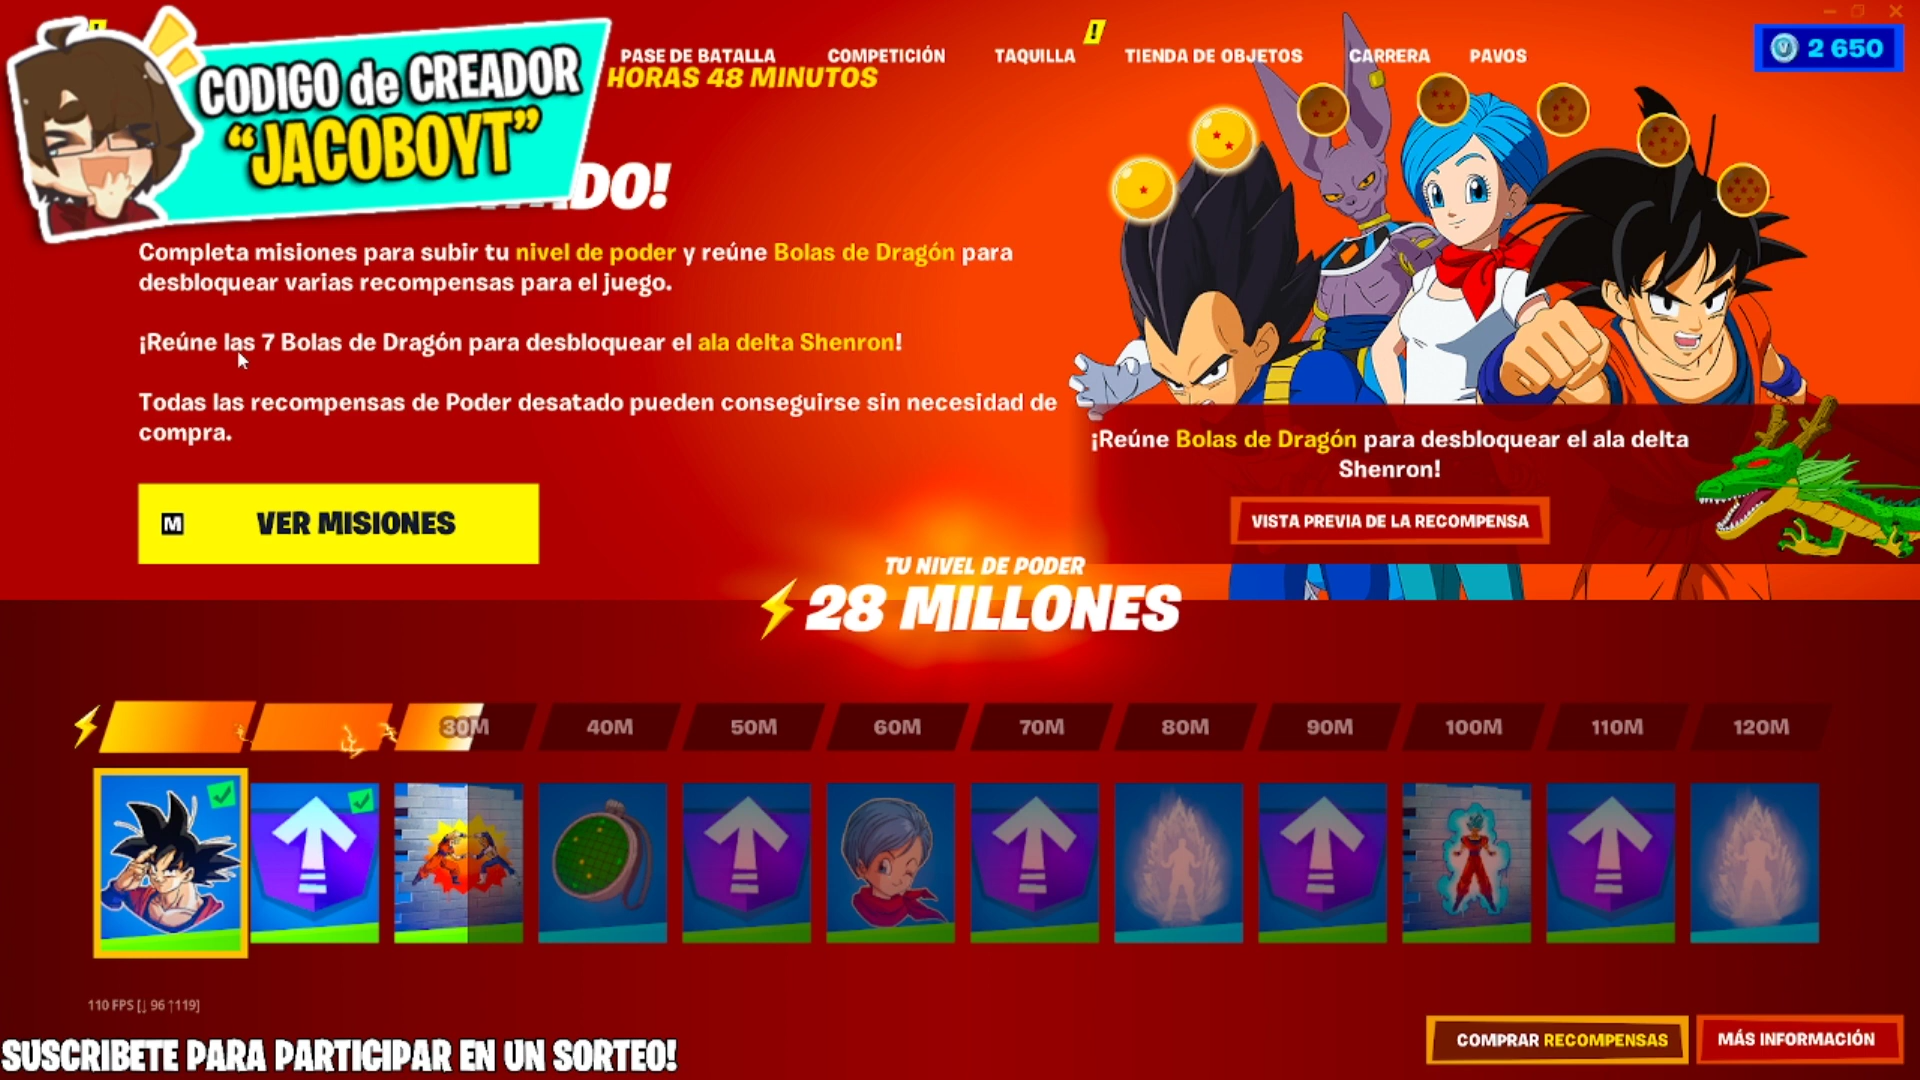 CODIGO de CREADOR
“JACOBOYT”
PASE DE BATALLA
COMPETICIÓN
TAQUILLA
!
TIENDA DE OBJETOS
CARRERA
PAVOS
V
2 650
HORAS 48 MINUTOS
DO!
Completa misiones para subir tu nivel de poder y reúne Bolas de Dragón para
desbloquear varias recompensas para el juego.
¡Reúne las 7 Bolas de Dragón para desbloquear el ala delta Shenron!
Todas las recompensas de Poder desatado pueden conseguirse sin necesidad de
compra.
M VER MISIONES
¡Reúne Bolas de Dragón para desbloquear el ala delta
Shenron!
VISTA PREVIA DE LA RECOMPENSA
TU NIVEL DE PODER
28 MILLONES
30M 40M 50M 60M 70M 80M 90M 100M 110M 120M
110 FPS [↓ 96 ↑119]
SUSCRIBETE PARA PARTICIPAR EN UN SORTEO!
COMPRAR RECOMPENSAS
MÁS INFORMACIÓN